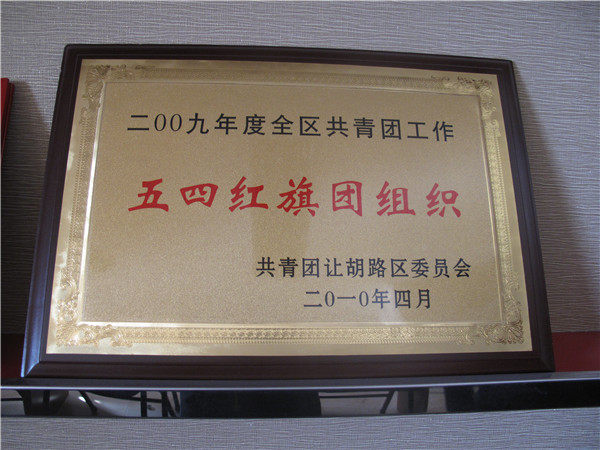 二00九年度全区共青团工作
五四红旗团组织
共青团让胡路区委员会
二0一0年四月